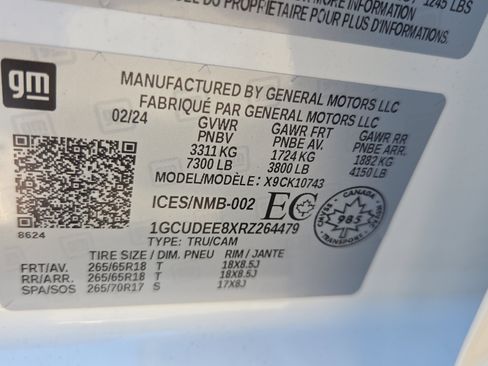 MORE INFORMATION
1245 LBS
DU PROPRIÉTAIRE POUR PLUS D'INFORMATIONS.
gm
MANUFACTURED BY GENERAL MOTORS LLC
FABRIQUÉ PAR GENERAL MOTORS LLC
02/24 GVWR GAWR FRT GAWR RR
PNBV PNBE AV. PNBE ARR.
3311 KG 1724 KG 1882 KG
7300 LB 3800 LB 4150 LB
MODEL/MODÈLE: X9CK10743
ICES/NMB-002 EC
CANADA
985
TRANSPORT
8624
1GCUDEE8XRZ264479
TYPE: TRU/CAM
TIRE SIZE / DIM. PNEU RIM / JANTE
FRT/AV. 265/65R18 T 18X8.5J
RR/ARR. 265/65R18 T 18X8.5J
SPA/SOS 265/70R17 S 17X8J